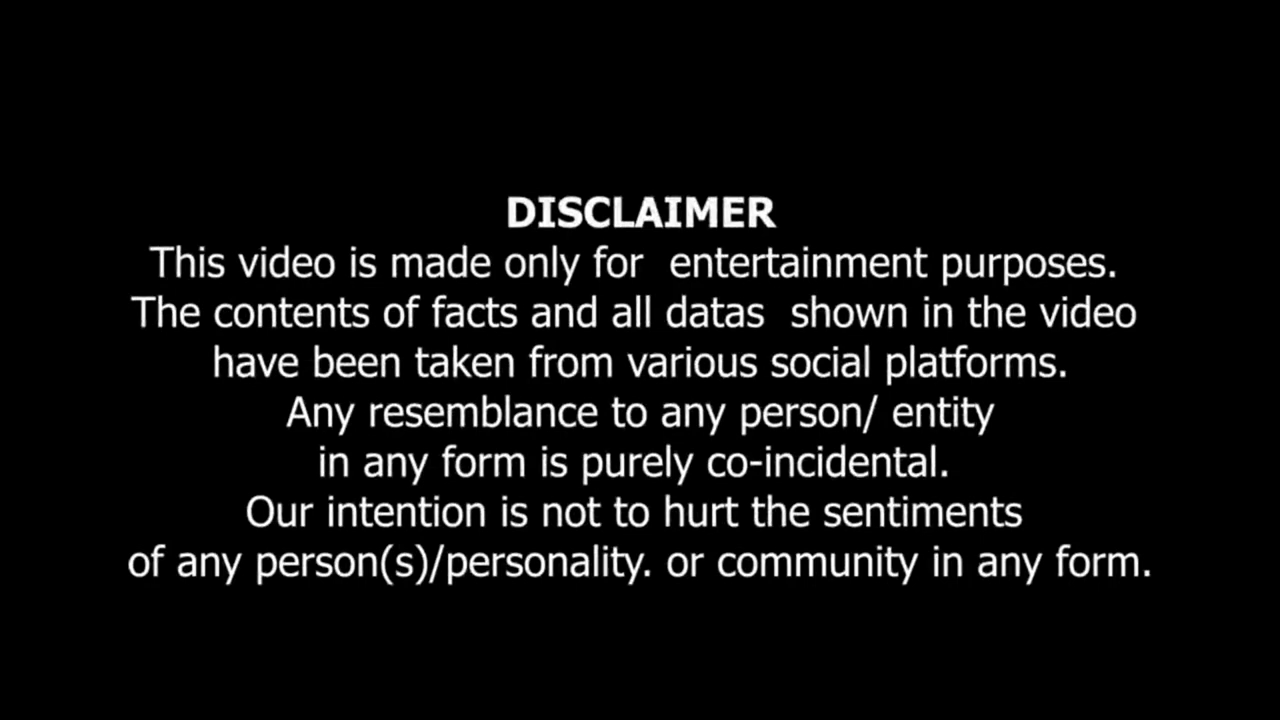 DISCLAIMER
This video is made only for  entertainment purposes.
The contents of facts and all datas  shown in the video
have been taken from various social platforms.
Any resemblance to any person/ entity
in any form is purely co-incidental.
Our intention is not to hurt the sentiments
of any person(s)/personality. or community in any form.